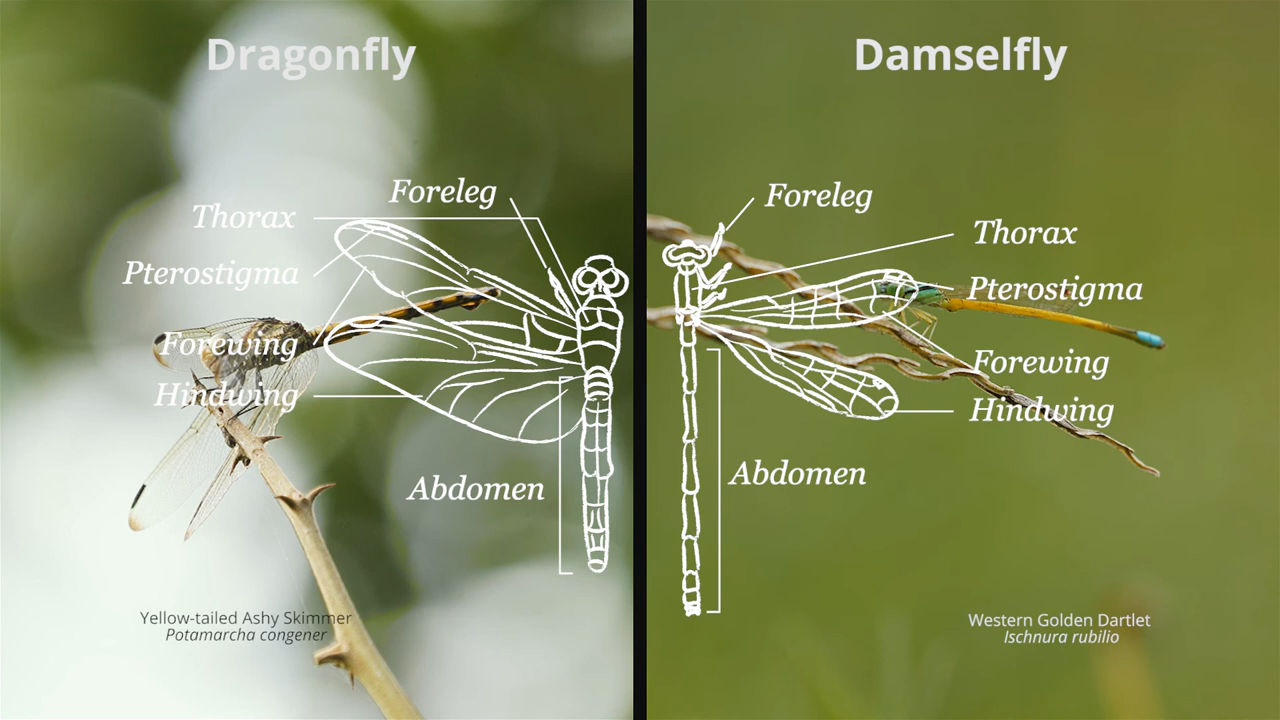 Dragonfly
Foreleg
Thorax
Pterostigma
Forewing
Hindwing
Abdomen
Yellow-tailed Ashy Skimmer
Potamarcha congener
Damselfly
Foreleg
Thorax
Pterostigma
Forewing
Hindwing
Abdomen
Western Golden Dartlet
Ischnura rubilio